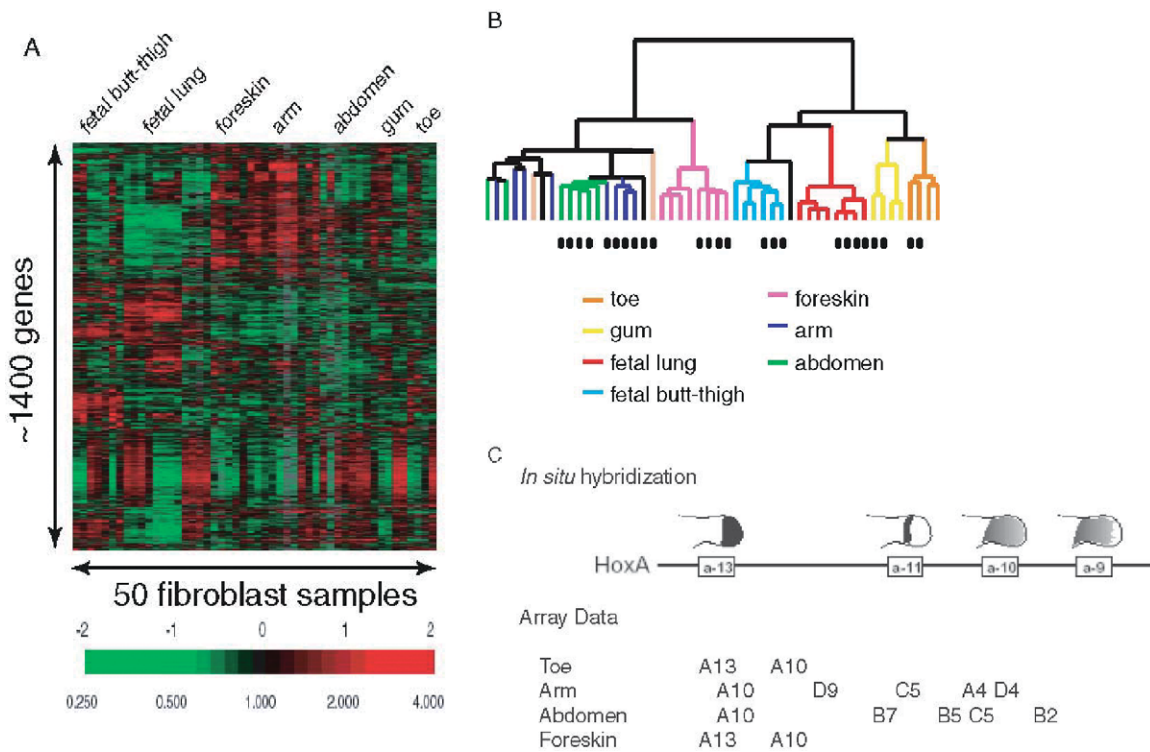 A
fetal butt-thigh
fetal lung
foreskin
arm
abdomen
gum
toe
~1400 genes
50 fibroblast samples
-2 -1 0 1 2
0.250 0.500 1.000 2.000 4.000
B
toe
gum
fetal lung
fetal butt-thigh
foreskin
arm
abdomen
C
In situ hybridization
HoxA a-13 a-11 a-10 a-9
Array Data
Toe A13 A10
Arm A10 D9 C5 A4 D4
Abdomen A10 B7 B5 C5 B2
Foreskin A13 A10